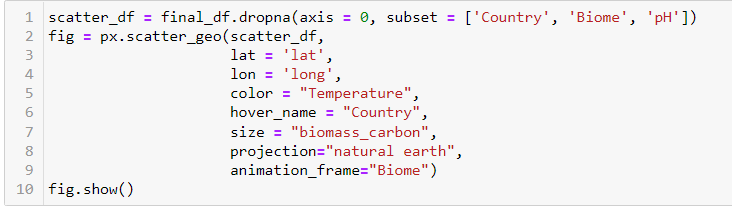 1 scatter_df = final_df.dropna(axis = 0, subset = ['Country', 'Biome', 'pH'])
2 fig = px.scatter_geo(scatter_df,
3 lat = 'lat',
4 lon = 'long',
5 color = "Temperature",
6 hover_name = "Country",
7 size = "biomass_carbon",
8 projection="natural earth",
9 animation_frame="Biome")
10 fig.show()